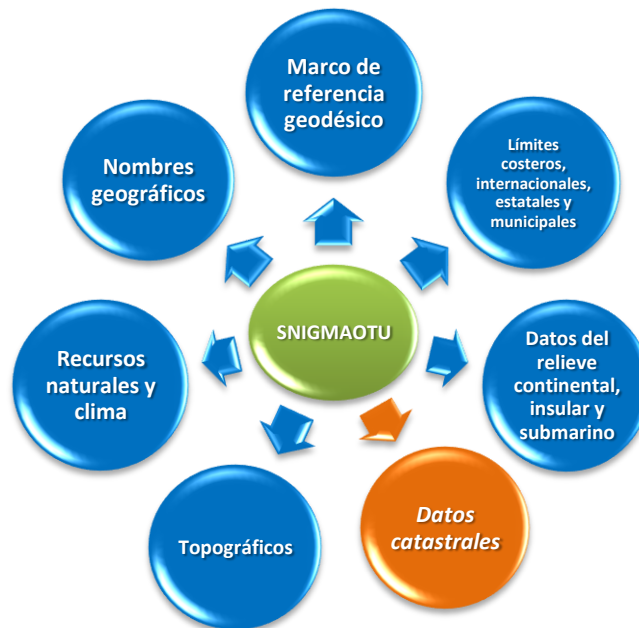 Marco de
referencia
geodésico
Límites
costeros,
internacionales,
estatales y
municipales
Nombres
geográficos
SNIGMAOTU
Datos del
relieve
continental,
insular y
submarino
Recursos
naturales y
clima
Datos
catastrales
Topográficos